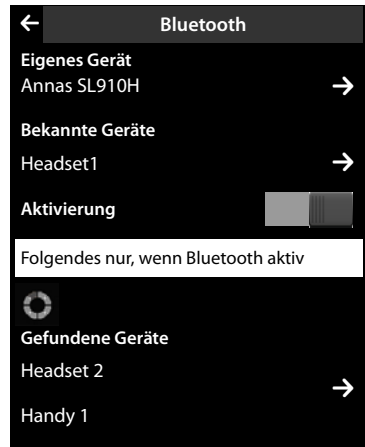 Bluetooth
Eigenes Gerät
Annas SL910H
Bekannte Geräte
Headset1
Aktivierung
Folgendes nur, wenn Bluetooth aktiv
Gefundene Geräte
Headset 2
Handy 1